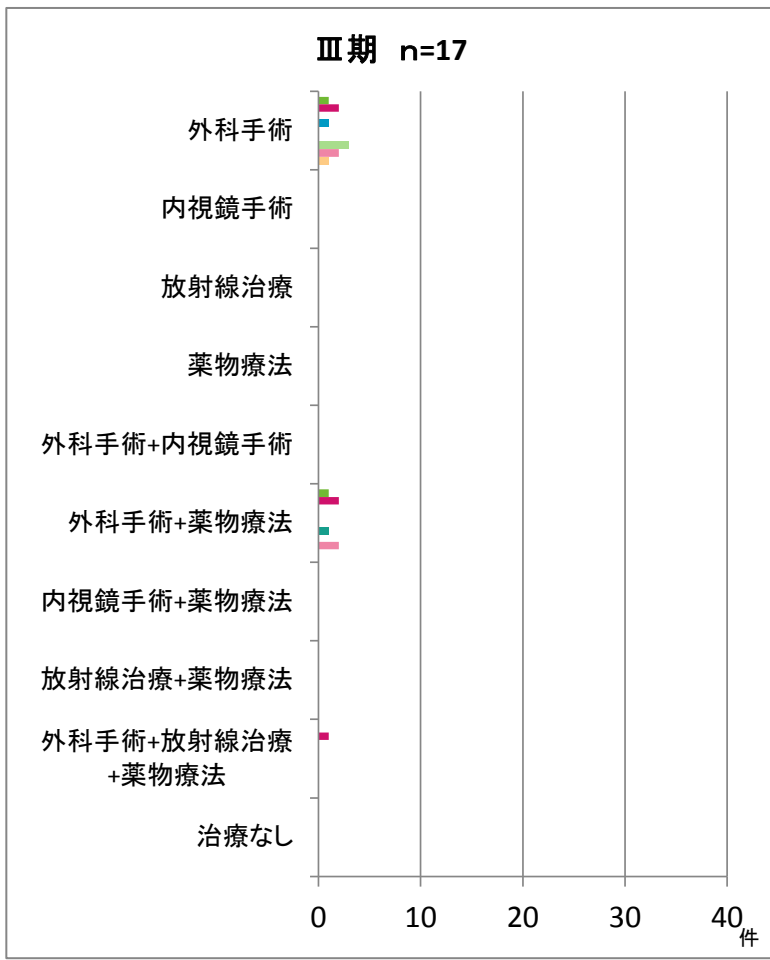 Ⅲ期 n=17
外科手術
内視鏡手術
放射線治療
薬物療法
外科手術+内視鏡手術
外科手術+薬物療法
内視鏡手術+薬物療法
放射線治療+薬物療法
外科手術+放射線治療
+薬物療法
治療なし
0 10 20 30 40
件